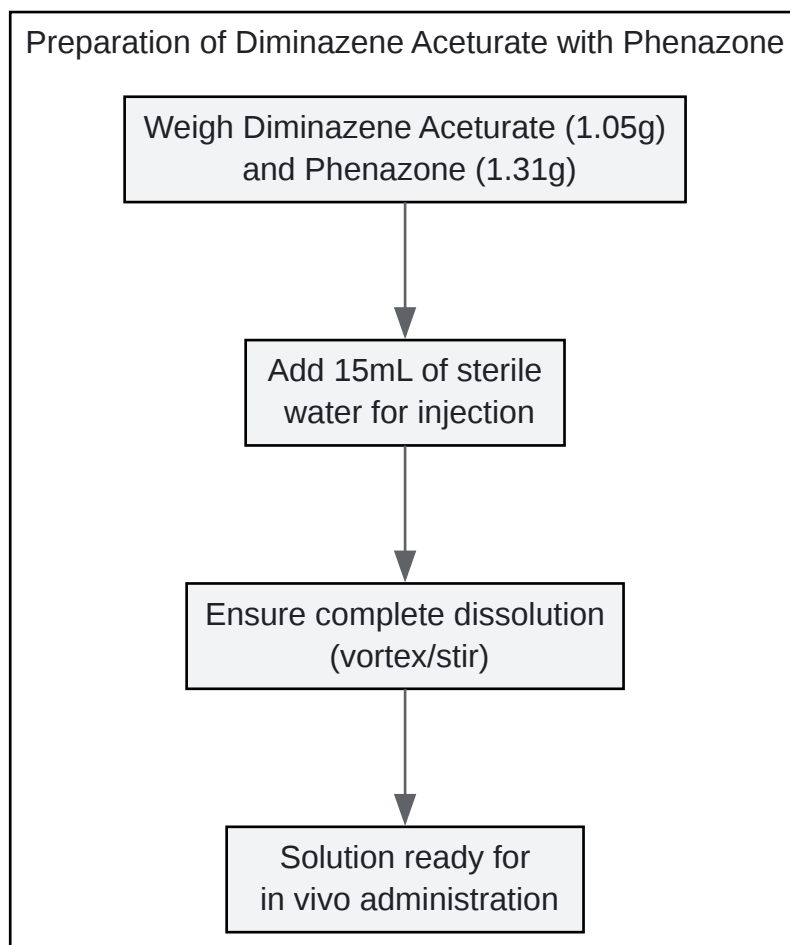 Preparation of Diminazene Aceturate with Phenazone
Weigh Diminazene Aceturate (1.05g)
and Phenazone (1.31g)
Add 15mL of sterile
water for injection
Ensure complete dissolution
(vortex/stir)
Solution ready for
in vivo administration